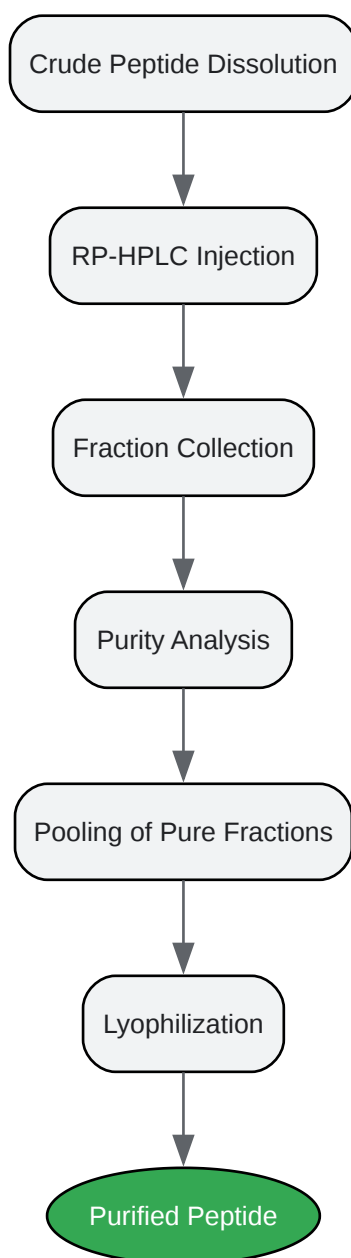 Crude Peptide Dissolution
RP-HPLC Injection
Fraction Collection
Purity Analysis
Pooling of Pure Fractions
Lyophilization
Purified Peptide